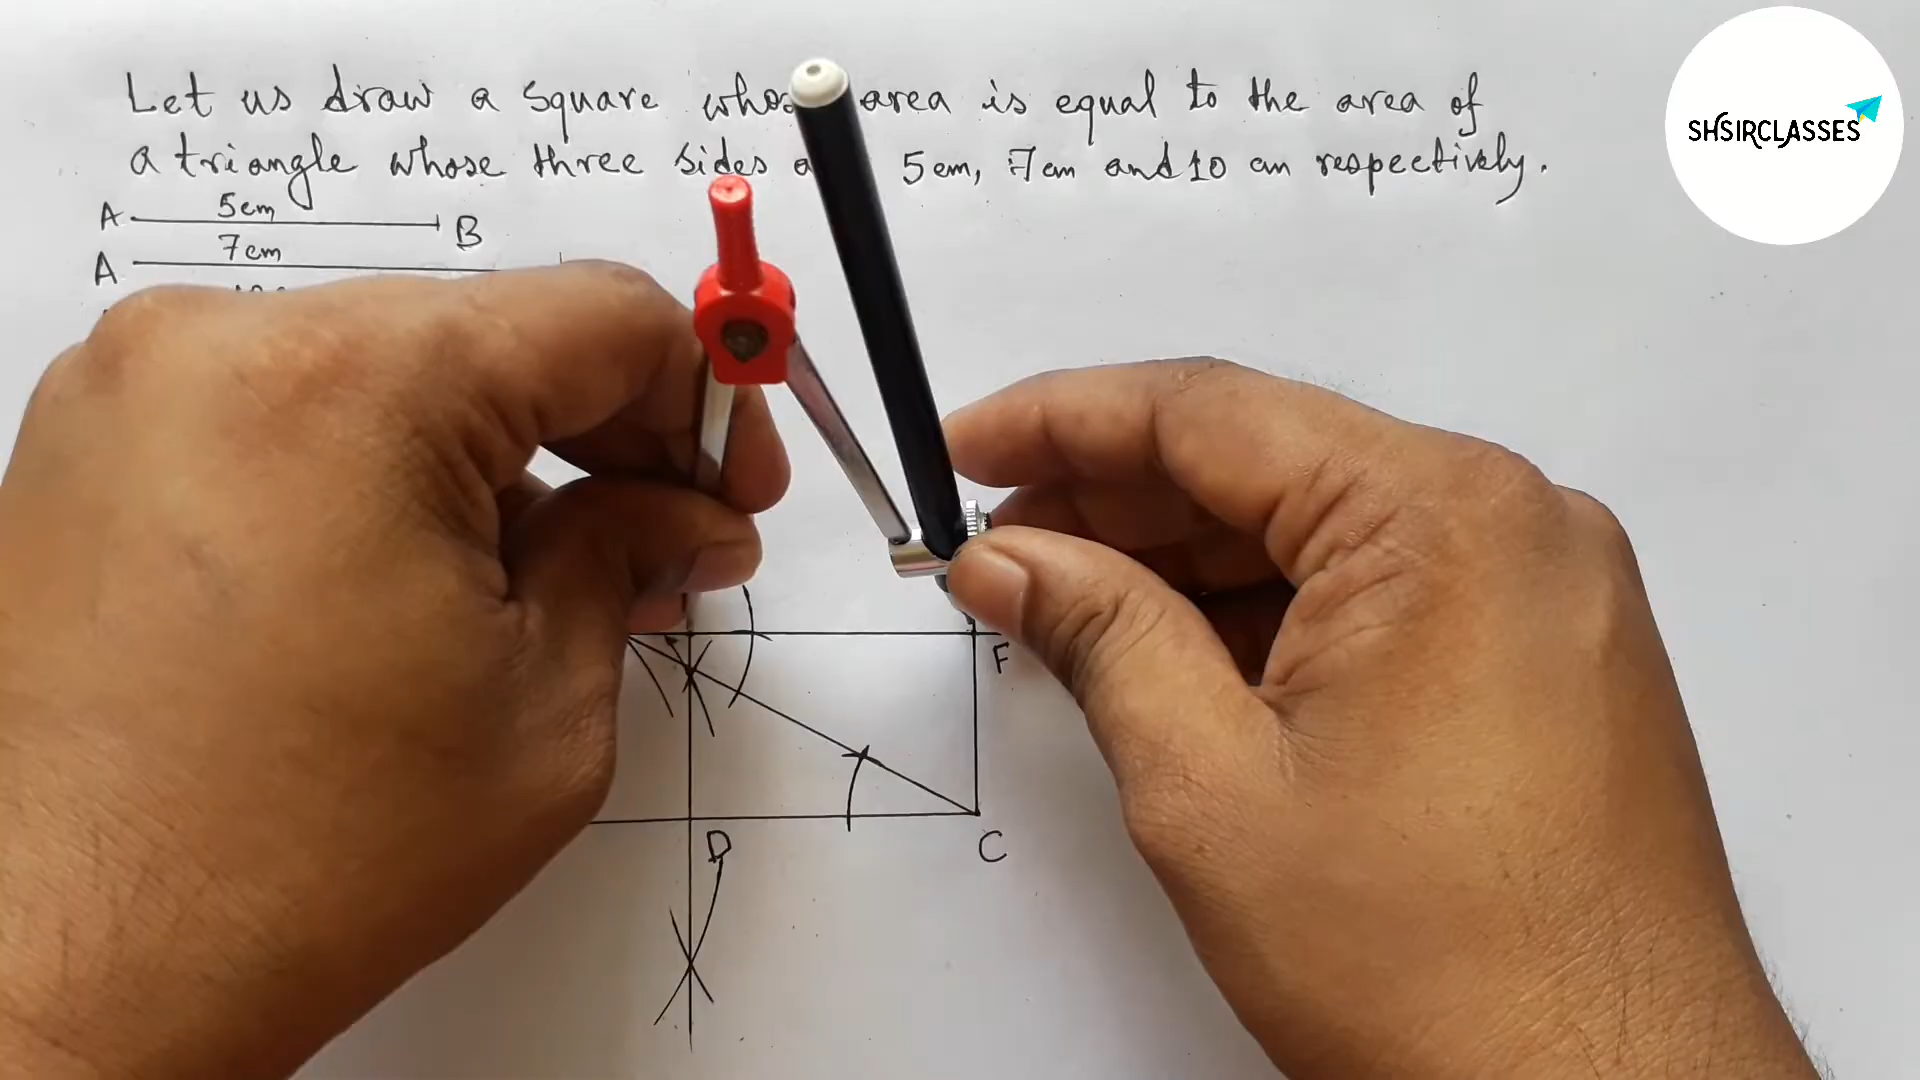 Let us draw a square whos area is equal to the area of
a triangle whose three sides a 5cm, 7cm and 10 cm respectively.
SHSIRCLASSES
A 5cm B
A 7cm
F
D
C